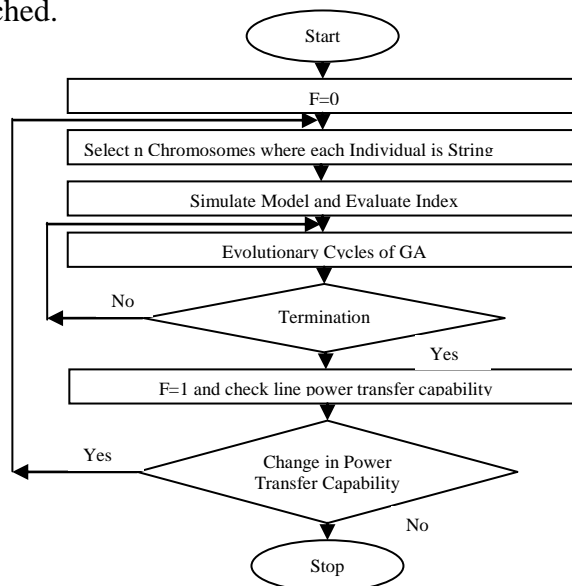 ched.
Start
F=0
Select n Chromosomes where each Individual is String
Simulate Model and Evaluate Index
Evolutionary Cycles of GA
No
Termination
Yes
F=1 and check line power transfer capability
Yes
Change in Power
Transfer Capability
No
Stop